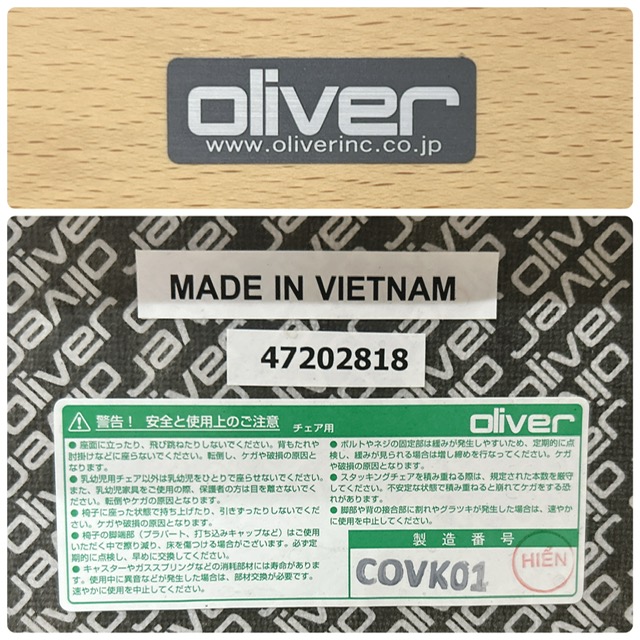 oliver
www.oliverinc.co.jp
MADE IN VIETNAM
47202818
警告! 安全と使用上のご注意 チェア用
oliver
●座面に立ったり、飛び跳ねたりしないでください。背もたれや
肘掛けなどに座らないでください。転倒し、ケガや破損の原因と
なります。
●乳幼児用チェア以外は乳幼児をひとりで座らせないでください。
また、乳幼児家具をご使用の際、保護者の方は目を離さないでくだ
さい。転倒やケガの原因となります。
●椅子に座った状態で持ち上げたり、引きずったりしないでくだ
さい。ケガや破損の原因となります。
●椅子の脚端部(プラパート、打ち込みキャップなど)はご使用
いただく中で擦り減り、床を傷つける場合がございます。必ず定
期的に点検し、早めに交換してください。
●キャスターやガススプリングなどの消耗部材には寿命がありま
す。使用中に異音などが発生した場合は、部材交換が必要です。
速やかに使用を中止してください。
●ボルトやネジの固定部は緩みが発生しやすいため、定期的に点
検し、緩みが見られる場合は増し締めを行なってください。
●スタッキングチェアを積み重ねる際は、規定された本数を厳守
してください。不安定な状態で積み重ねると崩れてケガをする恐
れがあります。
●脚部や背の接合部に割れやグラツキが発生した場合は、速やか
に使用を中止してください。
製造番号
COVK01
HIỀN